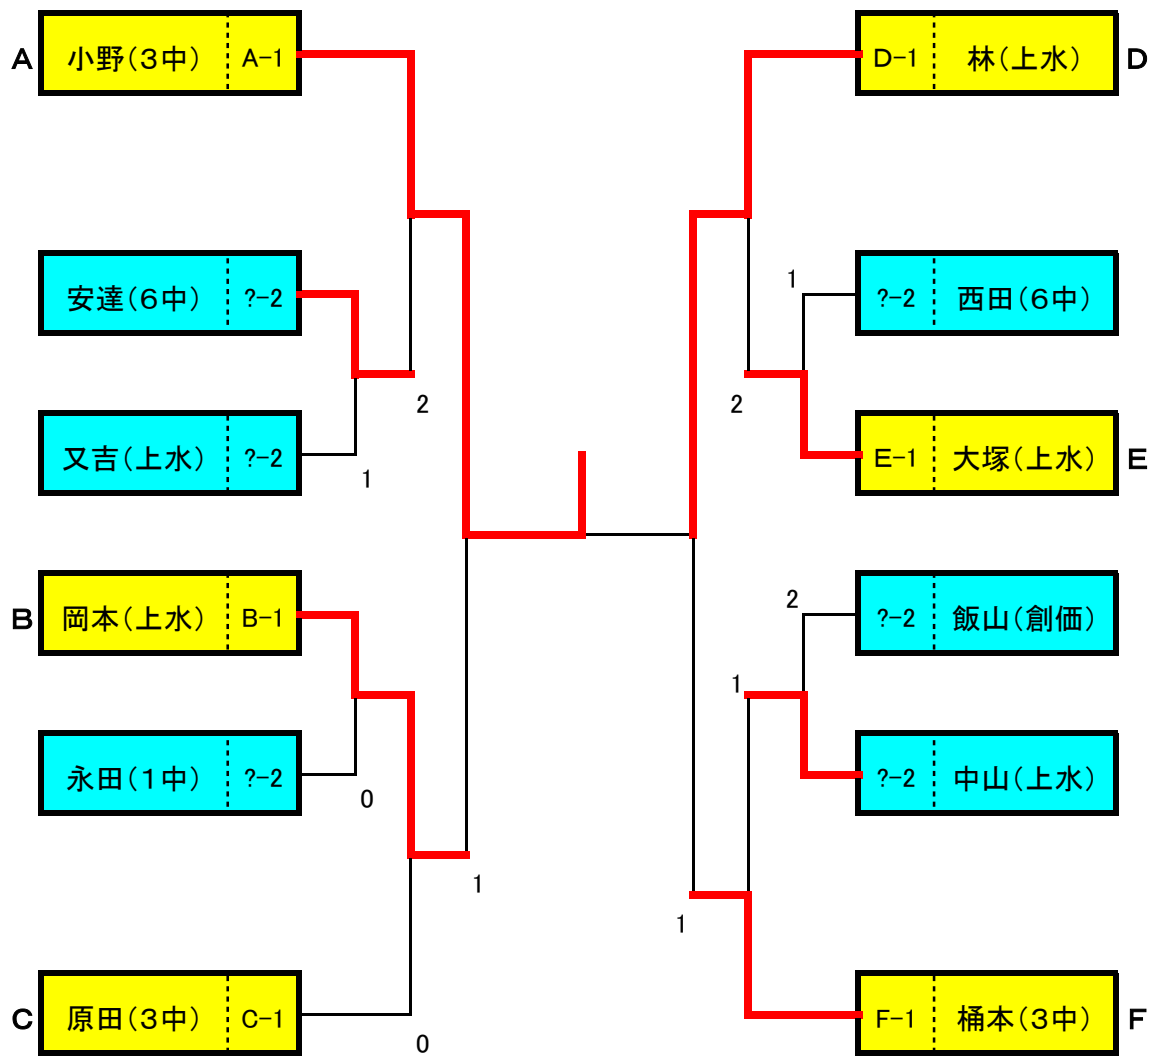 A 小野(3中) A-1
D-1 林(上水) D
安達(6中) ?-2
1
?-2 西田(6中)
2
2
又吉(上水) ?-2
1
E-1 大塚(上水) E
B 岡本(上水) B-1
2
?-2 飯山(創価)
1
永田(1中) ?-2
0
?-2 中山(上水)
1
1
C 原田(3中) C-1
0
F-1 桶本(3中) F